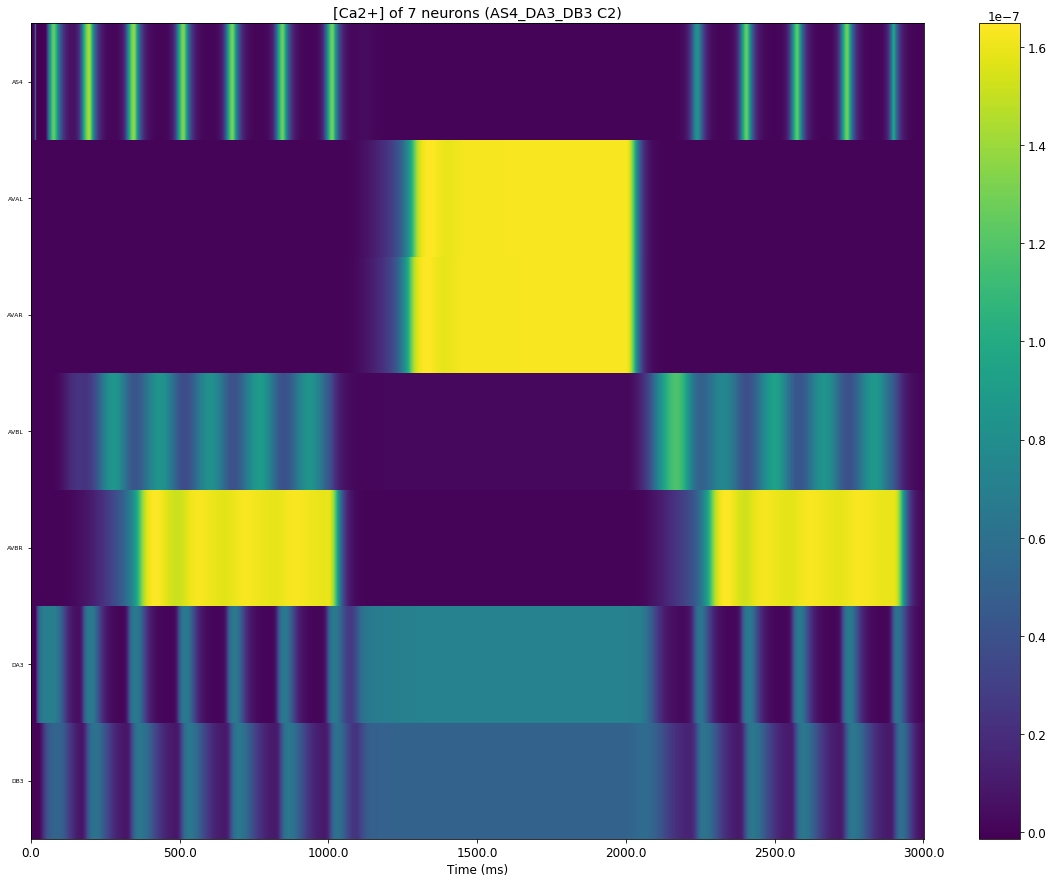 [Ca2+] of 7 neurons (AS4_DA3_DB3 C2)
1e−7
AS4
AVAL
AVAR
AVBL
AVBR
DA3
DB3
1.6
1.4
1.2
1.0
0.8
0.6
0.4
0.2
0.0
0.0 500.0 1000.0 1500.0 2000.0 2500.0 3000.0
Time (ms)